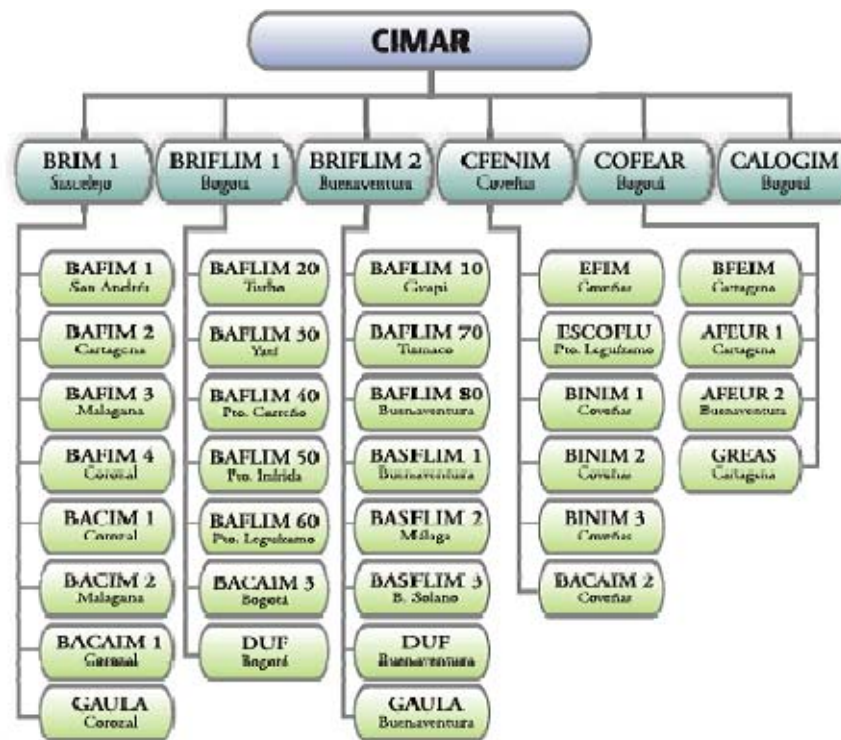 CIMAR
BRIM 1
BRIFLIM 1
Bogotá
BRIFLIM 2
Buenaventura
CFENIM
Coveñas
COFEAR
Bogotá
CALOGIM
Bogotá
BAFIM 1
San Andrés
BAFIM 2
Cartagena
BAFIM 3
Malagana
BAFIM 4
Corozal
BACIM 1
Corozal
BACIM 2
Malagana
BACAIM 1
Corozal
GAULA
Corozal
BAFLIM 20
Turbo
BAFLIM 30
Yarí
BAFLIM 40
Pto. Carreño
BAFLIM 50
Pto. Inírida
BAFLIM 60
Pto. Leguízamo
BACAIM 3
Bogotá
DUF
Bogotá
BAFLIM 10
Guapi
BAFLIM 70
Tumaco
BAFLIM 80
Buenaventura
BASFLIM 1
Buenaventura
BASFLIM 2
Málaga
BASFLIM 3
B. Solano
DUF
Buenaventura
GAULA
Buenaventura
EFIM
Coveñas
ESCOFLU
Pto. Leguízamo
BINIM 1
Coveñas
BINIM 2
Coveñas
BINIM 3
Coveñas
BACAIM 2
Coveñas
BFEIM
Cartagena
AFEUR 1
Cartagena
AFEUR 2
Buenaventura
GREAS
Cartagena